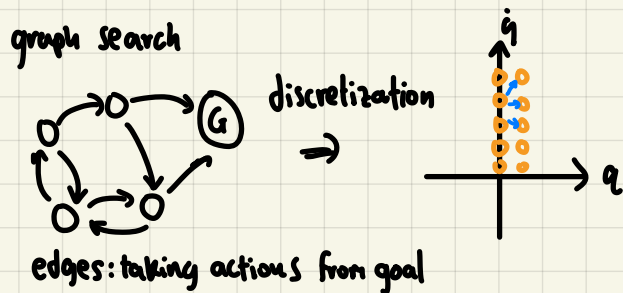 graph search
G
discretization
q̇
q
edges: taking actions from goal